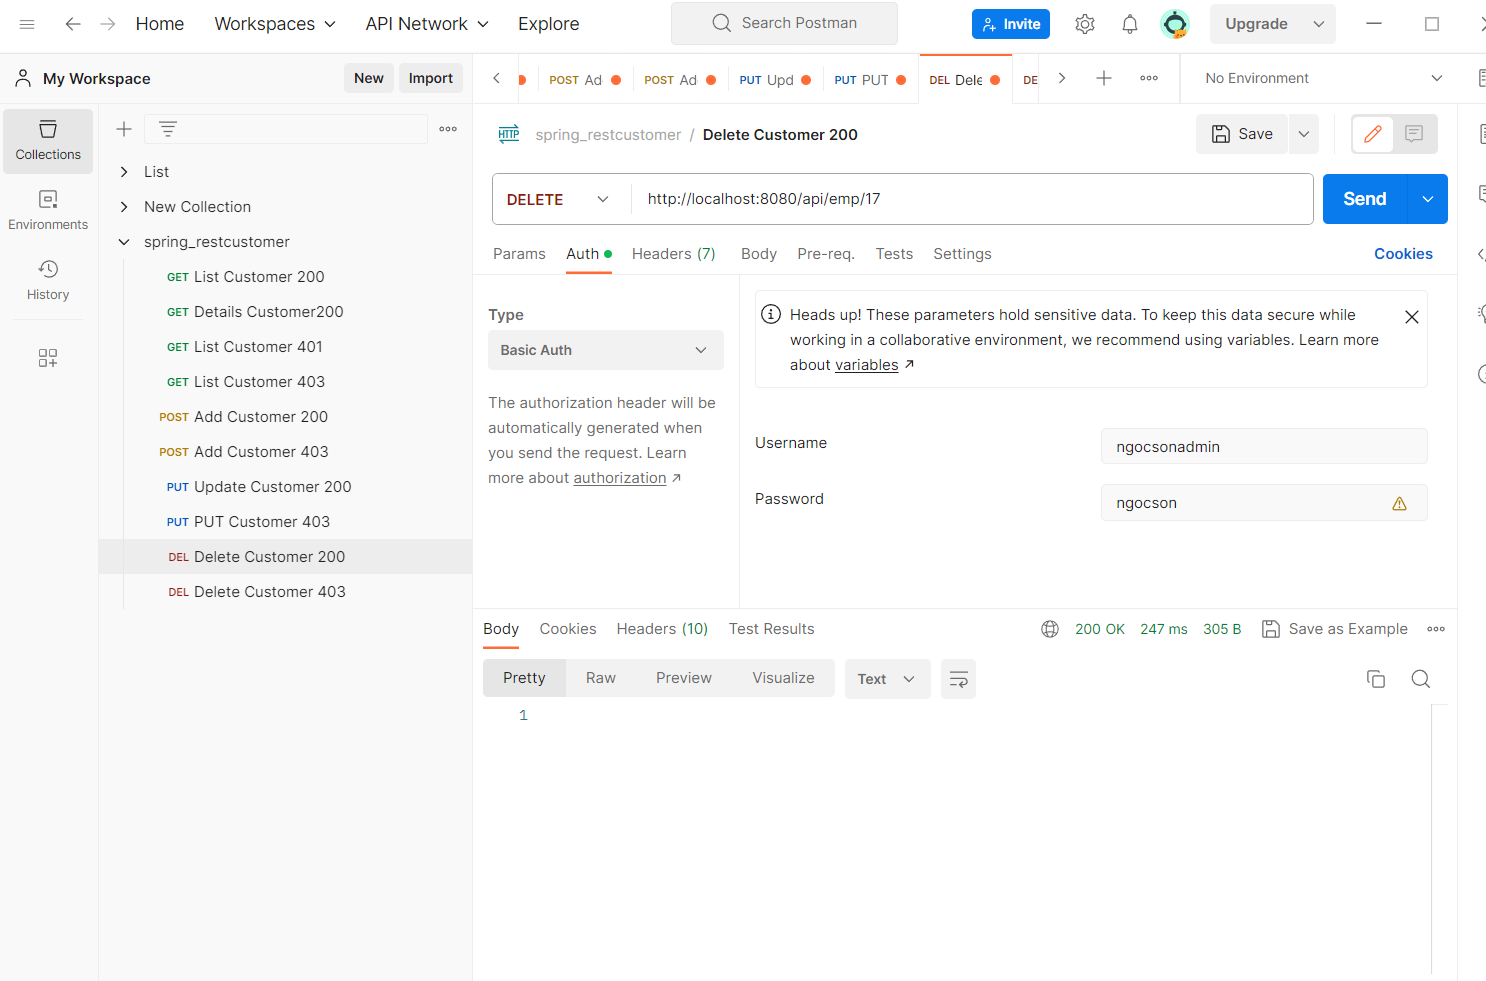 Home Workspaces API Network Explore Search Postman Invite Upgrade
My Workspace New Import POST Ad POST Ad PUT Upd PUT PUT DEL Dele DE No Environment
Collections
Environments
History
List
New Collection
spring_restcustomer
GET List Customer 200
GET Details Customer200
GET List Customer 401
GET List Customer 403
POST Add Customer 200
POST Add Customer 403
PUT Update Customer 200
PUT PUT Customer 403
DEL Delete Customer 200
DEL Delete Customer 403
HTTP spring_restcustomer / Delete Customer 200 Save
DELETE http://localhost:8080/api/emp/17 Send
Params Auth Headers (7) Body Pre-req. Tests Settings Cookies
Type
Basic Auth
The authorization header will be
automatically generated when
you send the request. Learn
more about authorization ↗
Heads up! These parameters hold sensitive data. To keep this data secure while
working in a collaborative environment, we recommend using variables. Learn more
about variables ↗
Username ngocsonadmin
Password ngocson
Body Cookies Headers (10) Test Results 200 OK 247 ms 305 B Save as Example
Pretty Raw Preview Visualize Text
1